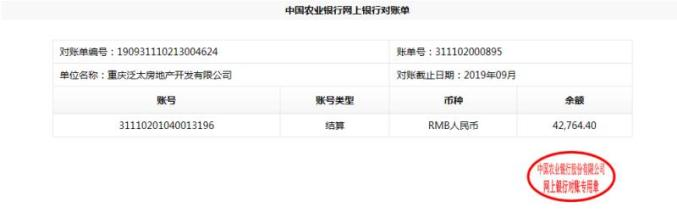 中国农业银行网上银行对账单
对账单编号：190931110213004624 账单号：311102000895
单位名称：重庆泛太房地产开发有限公司 对账截止日期：2019年09月
账号 账号类型 币种 余额
31110201040013196 结算 RMB人民币 42,764.40
中国农业银行股份有限公司
网上银行对账专用章